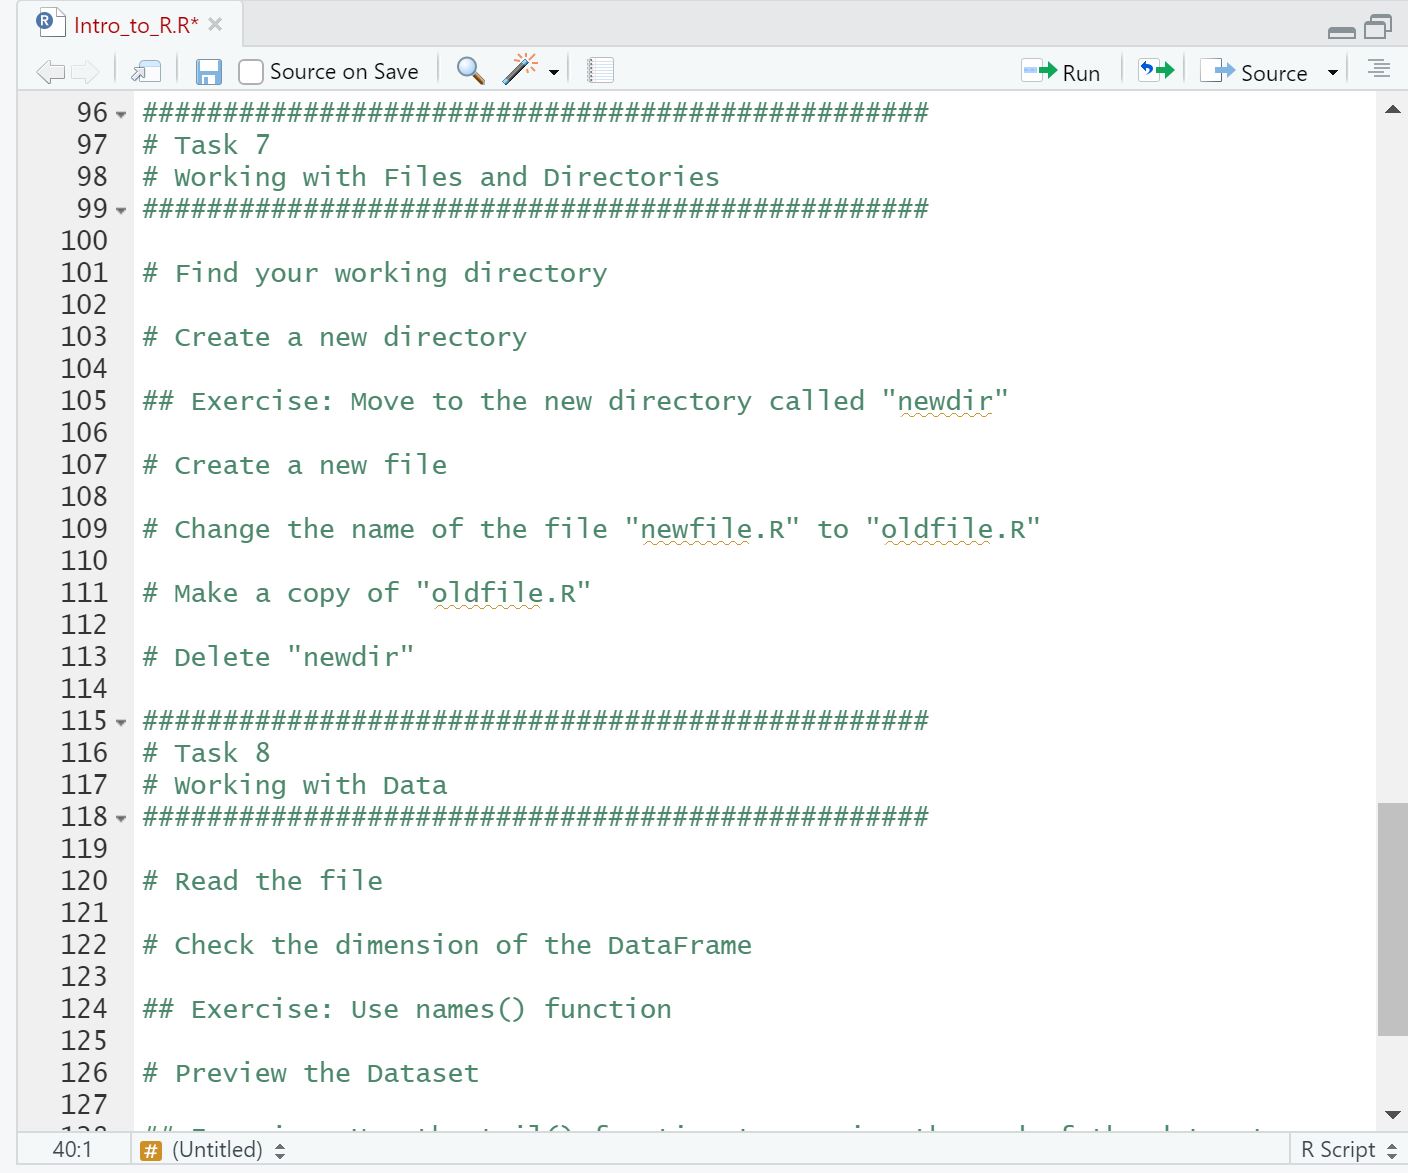 Intro_to_R.R*
Source on Save
Run
Source
96 #################################################
97 # Task 7
98 # Working with Files and Directories
99 #################################################
100
101 # Find your working directory
102
103 # Create a new directory
104
105 ## Exercise: Move to the new directory called "newdir"
106
107 # Create a new file
108
109 # Change the name of the file "newfile.R" to "oldfile.R"
110
111 # Make a copy of "oldfile.R"
112
113 # Delete "newdir"
114
115 #################################################
116 # Task 8
117 # Working with Data
118 #################################################
119
120 # Read the file
121
122 # Check the dimension of the DataFrame
123
124 ## Exercise: Use names() function
125
126 # Preview the Dataset
127
40:1 # (Untitled) R Script